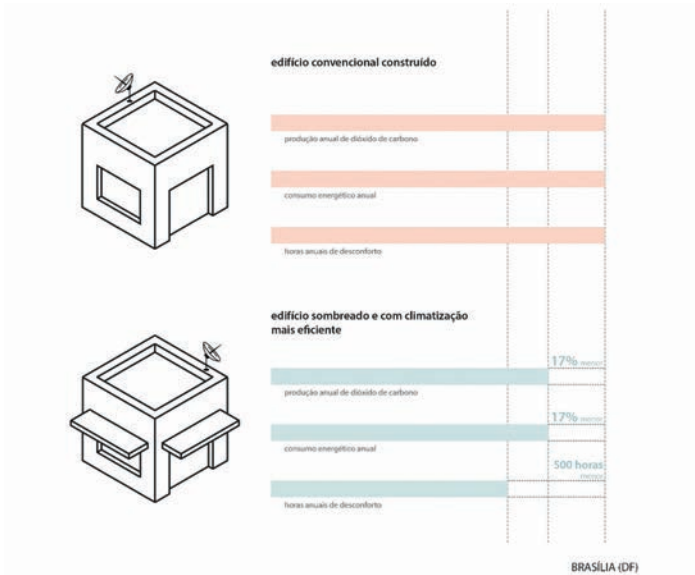 edifício convencional construído
produção anual de dióxido de carbono
consumo energético anual
horas anuais de desconforto
edifício sombreado e com climatização
mais eficiente
17% menor
produção anual de dióxido de carbono
17% menor
consumo energético anual
500 horas
menor
horas anuais de desconforto
BRASÍLIA (DF)